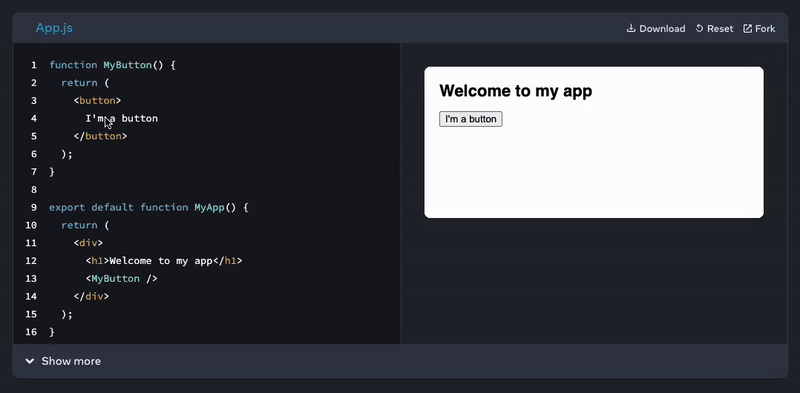 App.js
Download Reset Fork
1 function MyButton() {
2 return (
3 <button>
4 I'm a button
5 </button>
6 );
7 }
8
9 export default function MyApp() {
10 return (
11 <div>
12 <h1>Welcome to my app</h1>
13 <MyButton />
14 </div>
15 );
16 }
Welcome to my app
I'm a button
Show more